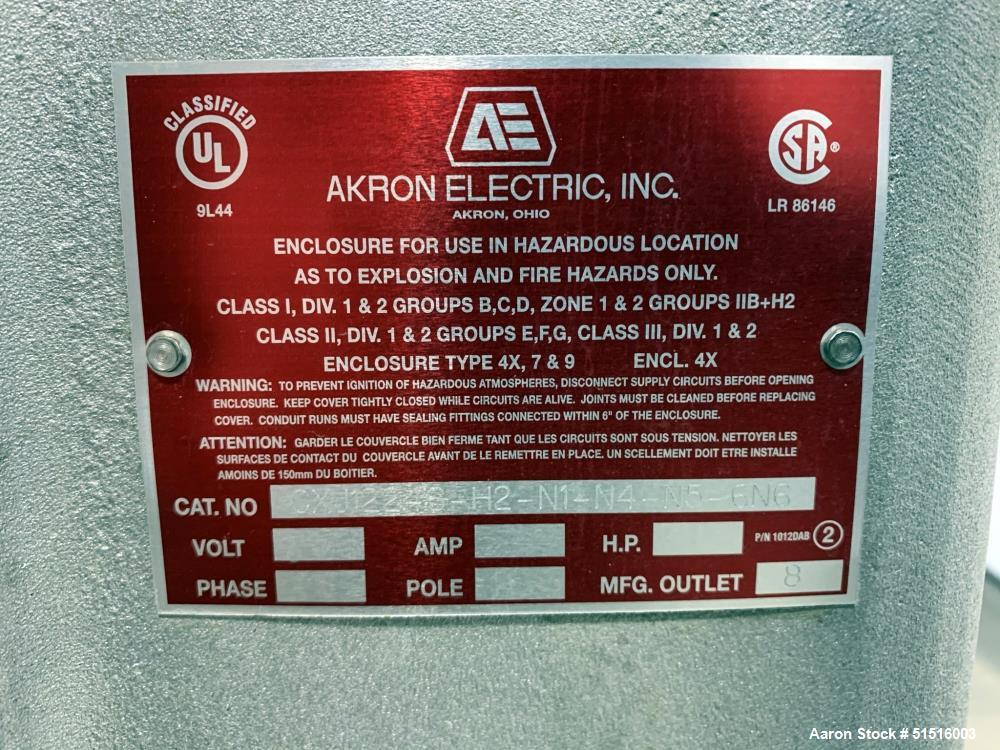 CLASSIFIED
UL
9L44
AE
AKRON ELECTRIC, INC.
AKRON, OHIO
SA ®
LR 86146
ENCLOSURE FOR USE IN HAZARDOUS LOCATION
AS TO EXPLOSION AND FIRE HAZARDS ONLY.
CLASS I, DIV. 1 & 2 GROUPS B,C,D, ZONE 1 & 2 GROUPS IIB+H2
CLASS II, DIV. 1 & 2 GROUPS E,F,G, CLASS III, DIV. 1 & 2
ENCLOSURE TYPE 4X, 7 & 9 ENCL. 4X
WARNING: TO PREVENT IGNITION OF HAZARDOUS ATMOSPHERES, DISCONNECT SUPPLY CIRCUITS BEFORE OPENING
ENCLOSURE. KEEP COVER TIGHTLY CLOSED WHILE CIRCUITS ARE ALIVE. JOINTS MUST BE CLEANED BEFORE REPLACING
COVER. CONDUIT RUNS MUST HAVE SEALING FITTINGS CONNECTED WITHIN 6" OF THE ENCLOSURE.
ATTENTION: GARDER LE COUVERCLE BIEN FERME TANT QUE LES CIRCUITS SONT SOUS TENSION. NETTOYER LES
SURFACES DE CONTACT DU COUVERCLE AVANT DE LE REMETTRE EN PLACE. UN SCELLEMENT DOIT ETRE INSTALLE
AMOINS DE 150mm DU BOITIER.
CAT. NO
VOLT AMP H.P. P/N 1012DAB 2
PHASE POLE MFG. OUTLET 8
Aaron Stock # 51516003